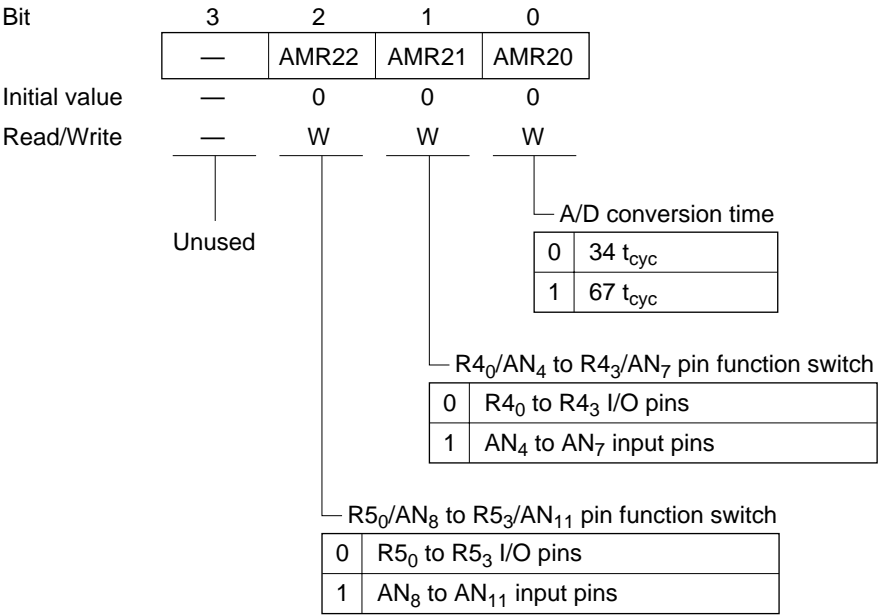 Bit 3 2 1 0
— AMR22 AMR21 AMR20
Initial value — 0 0 0
Read/Write — W W W
A/D conversion time
Unused
0 34 t_cyc
1 67 t_cyc
R4₀/AN₄ to R4₃/AN₇ pin function switch
0 R4₀ to R4₃ I/O pins
1 AN₄ to AN₇ input pins
R5₀/AN₈ to R5₃/AN₁₁ pin function switch
0 R5₀ to R5₃ I/O pins
1 AN₈ to AN₁₁ input pins